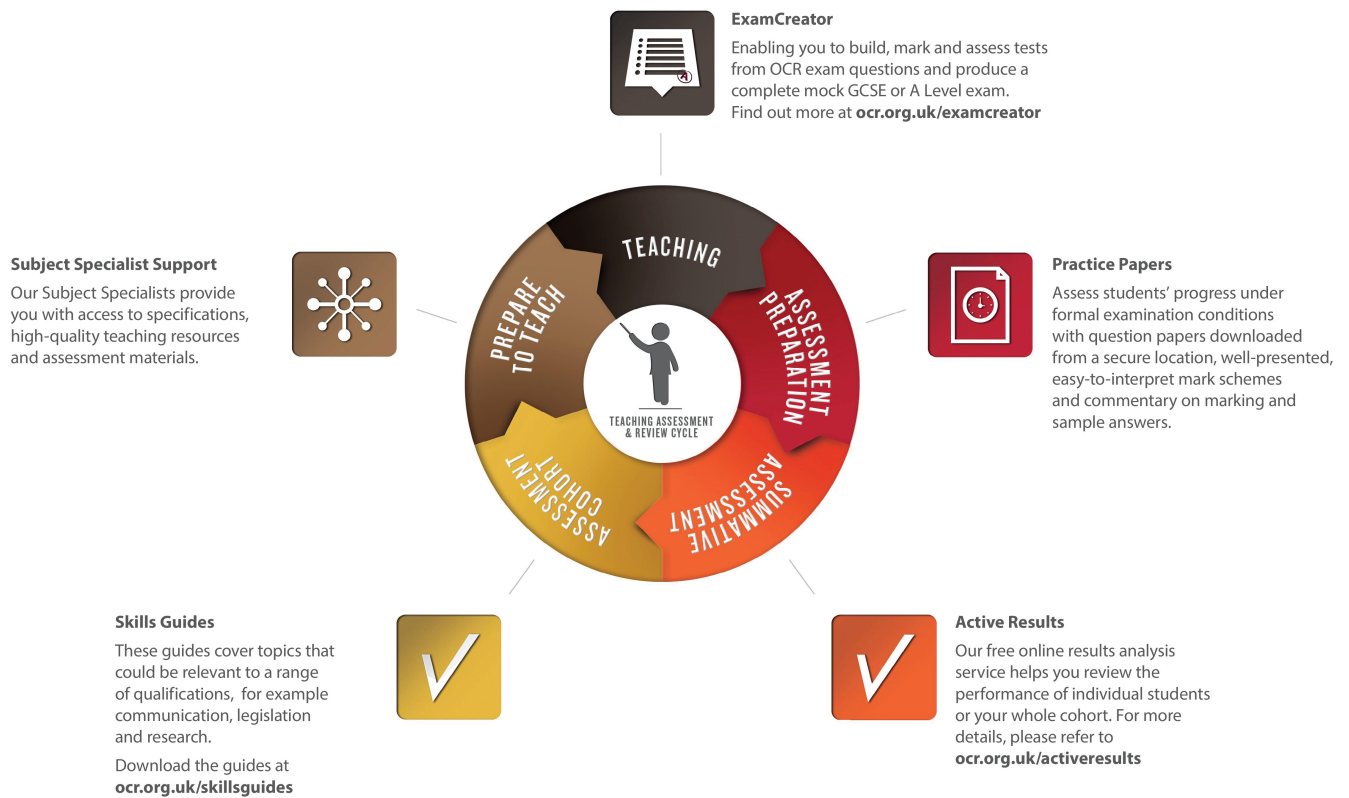 ExamCreator
Enabling you to build, mark and assess tests
from OCR exam questions and produce a
complete mock GCSE or A Level exam.
Find out more at ocr.org.uk/examcreator
Subject Specialist Support
Our Subject Specialists provide
you with access to specifications,
high-quality teaching resources
and assessment materials.
PREPARE
TO TEACH
TEACHING
ASSESSMENT
PREPARATION
SUMMATIVE
ASSESSMENT
ASSESSMENT
COHORT
TEACHING ASSESSMENT
& REVIEW CYCLE
Practice Papers
Assess students’ progress under
formal examination conditions
with question papers downloaded
from a secure location, well-presented,
easy-to-interpret mark schemes
and commentary on marking and
sample answers.
Skills Guides
These guides cover topics that
could be relevant to a range
of qualifications, for example
communication, legislation
and research.
Download the guides at
ocr.org.uk/skillsguides
Active Results
Our free online results analysis
service helps you review the
performance of individual students
or your whole cohort. For more
details, please refer to
ocr.org.uk/activeresults
A